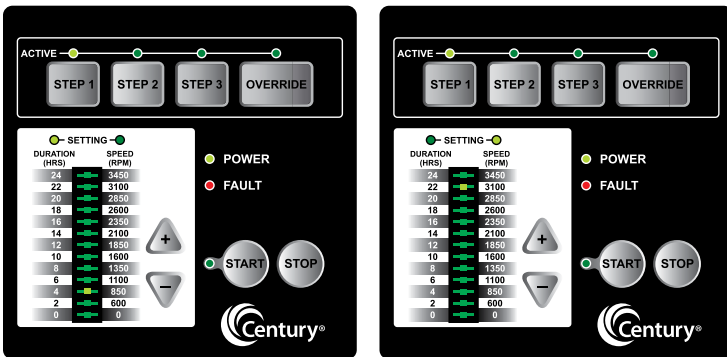 ACTIVE
STEP 1 STEP 2 STEP 3 OVERRIDE
SETTING
DURATION (HRS) SPEED (RPM)
24 3450
22 3100
20 2850
18 2600
16 2350
14 2100
12 1850
10 1600
8 1350
6 1100
4 850
2 600
0 0
+
−
POWER
FAULT
START STOP
Century®
ACTIVE
STEP 1 STEP 2 STEP 3 OVERRIDE
SETTING
DURATION (HRS) SPEED (RPM)
24 3450
22 3100
20 2850
18 2600
16 2350
14 2100
12 1850
10 1600
8 1350
6 1100
4 850
2 600
0 0
+
−
POWER
FAULT
START STOP
Century®